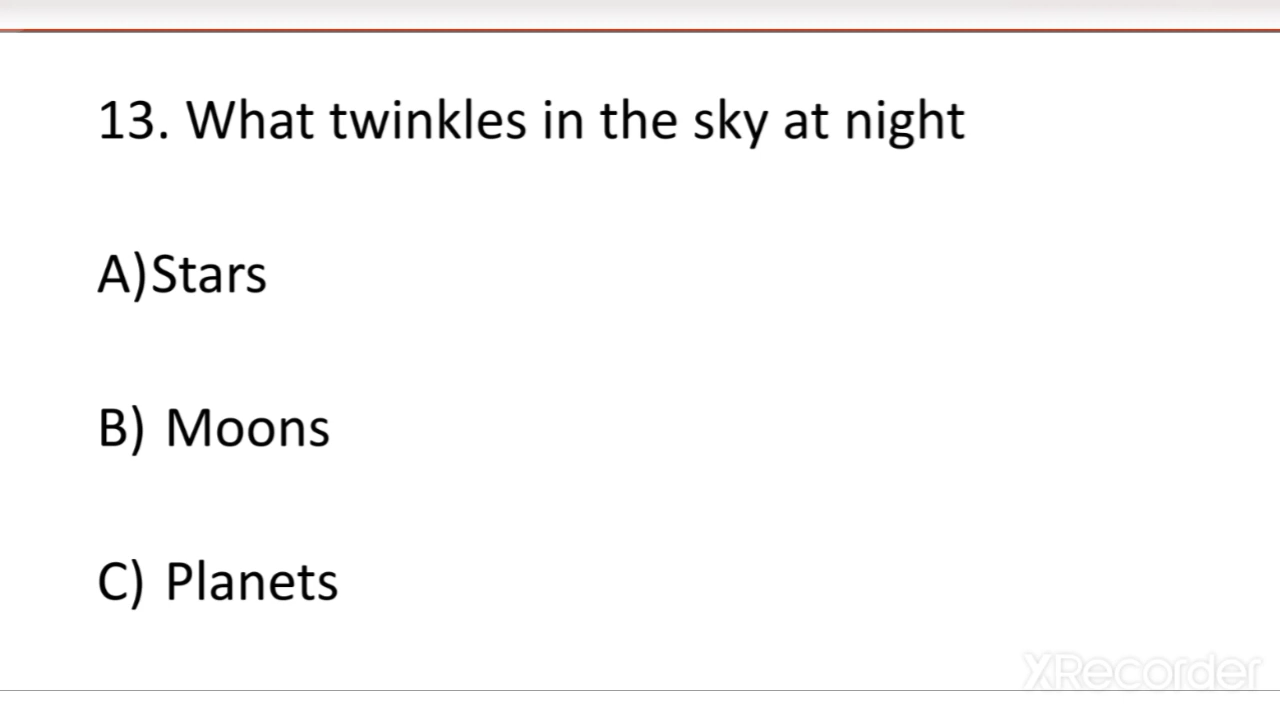 13. What twinkles in the sky at night
A)Stars
B) Moons
C) Planets
XRecorder